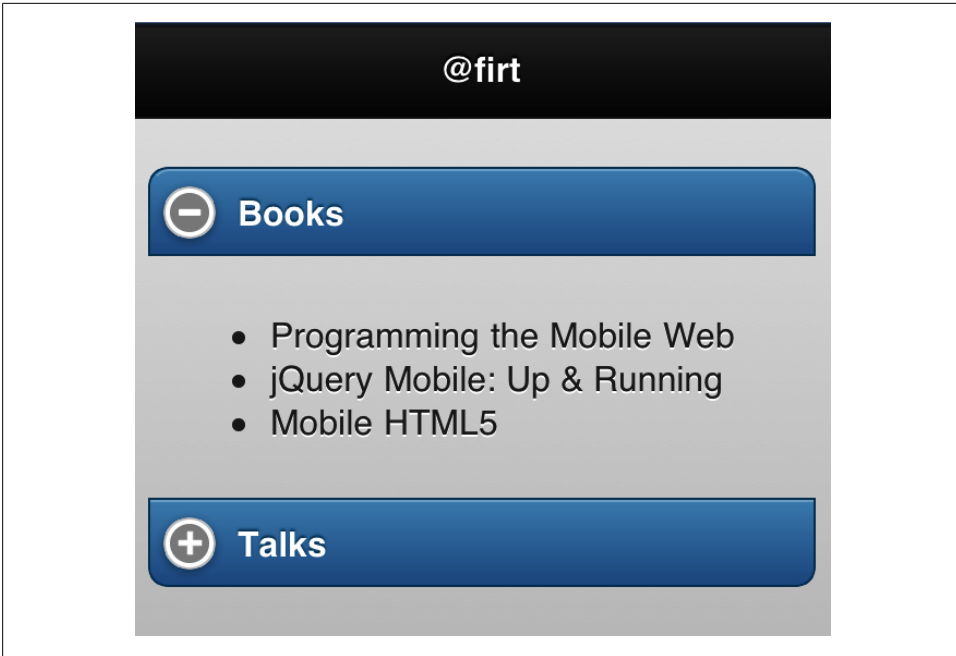 @firt
Books
Programming the Mobile Web
jQuery Mobile: Up & Running
Mobile HTML5
Talks